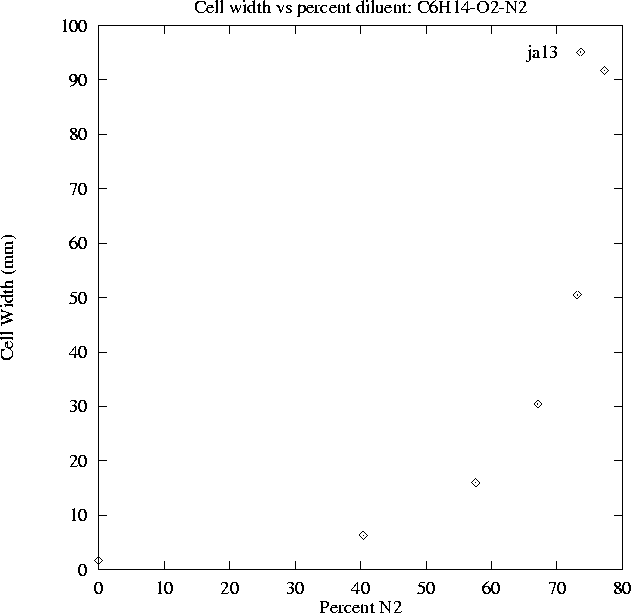 Cell width vs percent diluent: C6H14-O2-N2
100
ja13
90
80
70
60
Cell Width (mm)
50
40
30
20
10
0
0 10 20 30 40 50 60 70 80
Percent N2